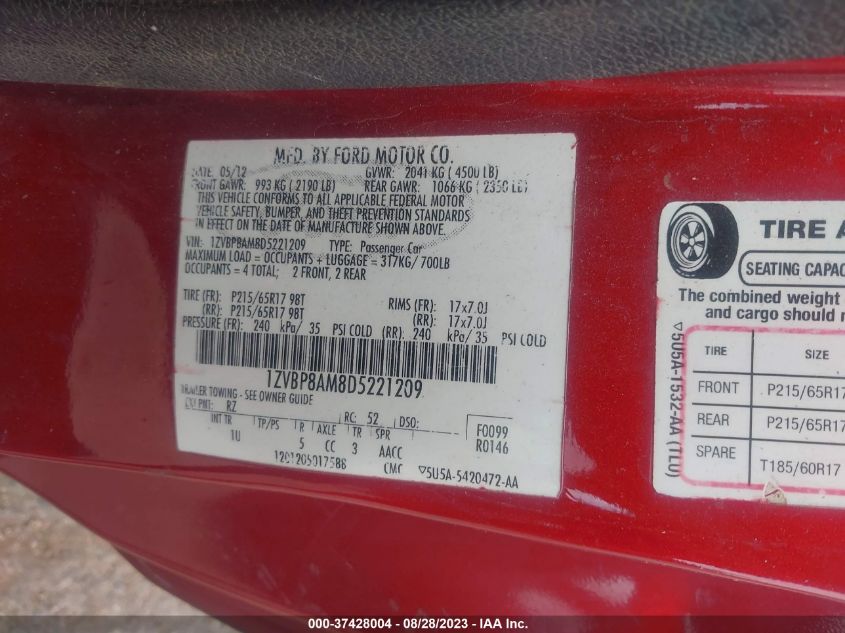 MFD. BY FORD MOTOR CO.
DATE: 05/12 GVWR: 2041 KG ( 4500 LB)
FRONT GAWR: 993 KG ( 2190 LB) REAR GAWR: 1066 KG ( 2350 LB)
THIS VEHICLE CONFORMS TO ALL APPLICABLE FEDERAL MOTOR
VEHICLE SAFETY, BUMPER, AND THEFT PREVENTION STANDARDS
IN EFFECT ON THE DATE OF MANUFACTURE SHOWN ABOVE.
VIN: 1ZVBP8AM8D5221209 TYPE: Passenger Car
MAXIMUM LOAD = OCCUPANTS + LUGGAGE = 317KG/ 700LB
OCCUPANTS = 4 TOTAL; 2 FRONT, 2 REAR
TIRE (FR): P215/65R17 98T RIMS (FR): 17x7.0J
(RR): P215/65R17 98T (RR): 17x7.0J
PRESSURE (FR): 240 kPa/ 35 PSI COLD (RR): 240 kPa/ 35 PSI COLD
1ZVBP8AM8D5221209
TRAILER TOWING - SEE OWNER GUIDE
EXT PNT: RZ RC: 52 DSO:
INT TR TP/PS R AXLE TR SPR F0099
1U 5 CC 3 AACC R0146
CMC ▽5U5A-5420472-AA
TIRE A
SEATING CAPAC
The combined weight
and cargo should n
TIRE SIZE
FRONT P215/65R17
REAR P215/65R17
SPARE T185/60R17
▽5U5A-1532-AA (TLU)
000-37428004 - 08/28/2023 - IAA Inc.